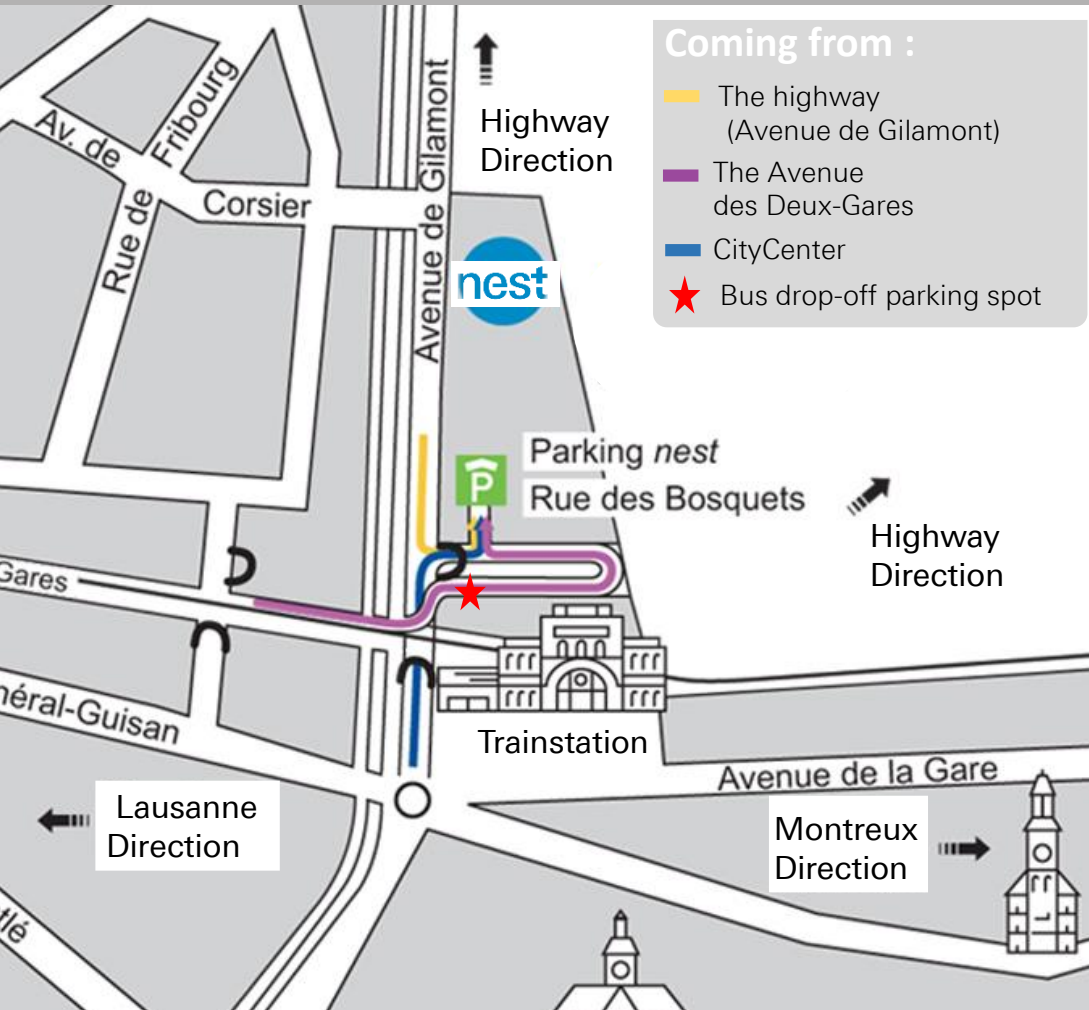 Coming from :
The highway
(Avenue de Gilamont)
The Avenue
des Deux-Gares
CityCenter
Bus drop-off parking spot
Highway
Direction
Fribourg
Rue de
Av. de
Corsier
Avenue de Gilamont
nest
P
Parking nest
Rue des Bosquets
Highway
Direction
Gares
néral-Guisan
Trainstation
Avenue de la Gare
Lausanne
Direction
Montreux
Direction
tlé